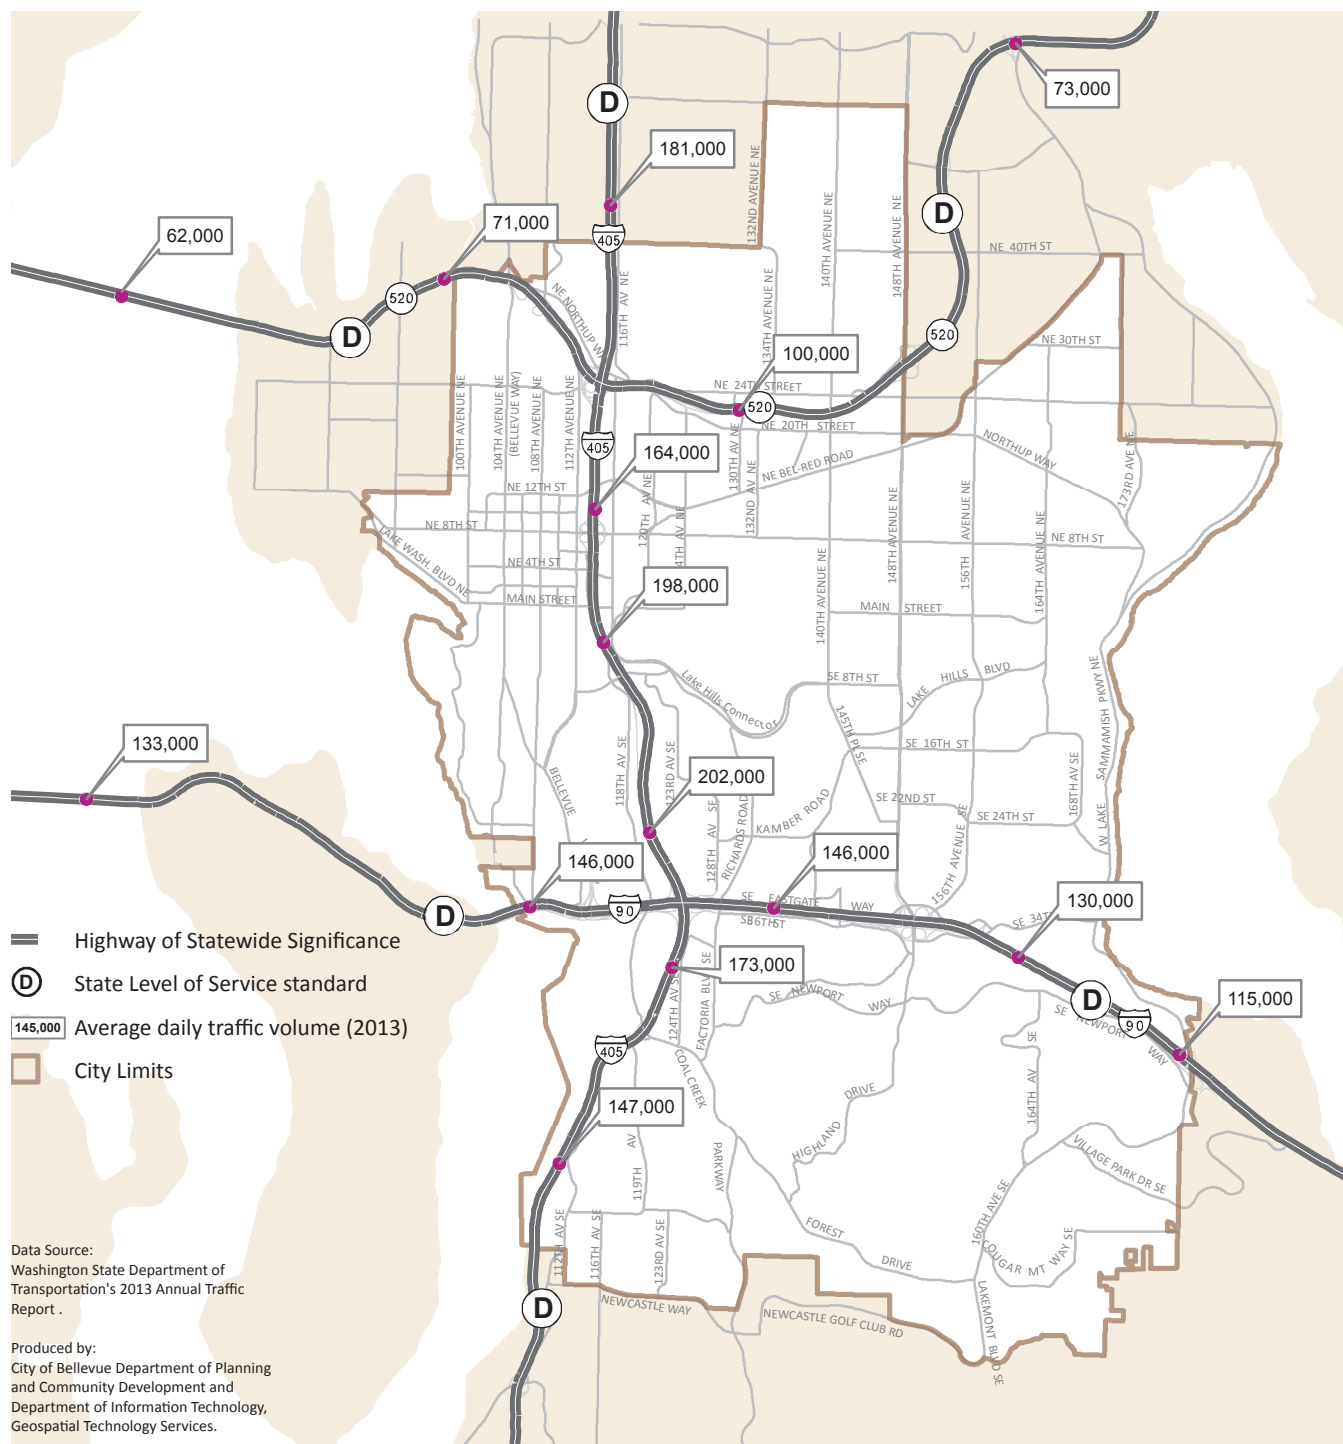 D
73,000
181,000
132ND AVENUE NE
140TH AVENUE NE
148TH AVENUE NE
D
62,000
71,000
405
NE 40TH ST
520
D
NE NORTHUP W
116TH AV NE
134TH AVENUE NE
520
NE 30TH ST
100,000
100TH AVENUE NE
104TH AVENUE NE
(BELLEVUE WAY)
108TH AVENUE NE
112TH AVENUE NE
NE 24TH STREET
520
NE 20TH STREET
405
164,000
130TH AV NE
NE BEL-RED ROAD
NORTHUP WAY
173RD AVE NE
NE 12TH ST
120TH AV NE
132ND AV NE
148TH AVENUE NE
156TH AVENUE NE
164TH AVENUE NE
NE 8TH ST
NE 8TH ST
LAKE WASH. BLVD NE
4TH AV NE
NE 4TH ST
198,000
MAIN STREET
140TH AVENUE NE
MAIN STREET
Lake Hills Connector
SE 8TH ST
LAKE HILLS BLVD
W LAKE SAMMAMISH PKWY NE
145TH PL SE
133,000
118TH AV SE
123RD AV SE
SE 16TH ST
168TH AV SE
202,000
BELLEVUE
128TH AV SE
RICHARDS ROAD
KAMBER ROAD
SE 22ND ST
SE 24TH ST
156TH AVENUE SE
146,000
146,000
D
90
SE EASTGATE WAY
SE 34T
130,000
Highway of Statewide Significance
D
State Level of Service standard
145,000
Average daily traffic volume (2013)
City Limits
173,000
124TH AV SE
FACTORIA BLV SE
SE NEWPORT WAY
D
115,000
SE NEWPORT WAY
90
405
COAL CREEK PARKWAY
164TH AV SE
147,000
HIGHLAND DRIVE
119TH AV
VILLAGE PARK DR SE
160TH AVE SE
112TH AV SE
116TH AV SE
123RD AV SE
FOREST DRIVE
COUGAR MT WAY SE
D
NEWCASTLE WAY
NEWCASTLE GOLF CLUB RD
LAKEMONT BLVD SE
Data Source:
Washington State Department of
Transportation's 2013 Annual Traffic
Report .
Produced by:
City of Bellevue Department of Planning
and Community Development and
Department of Information Technology,
Geospatial Technology Services.